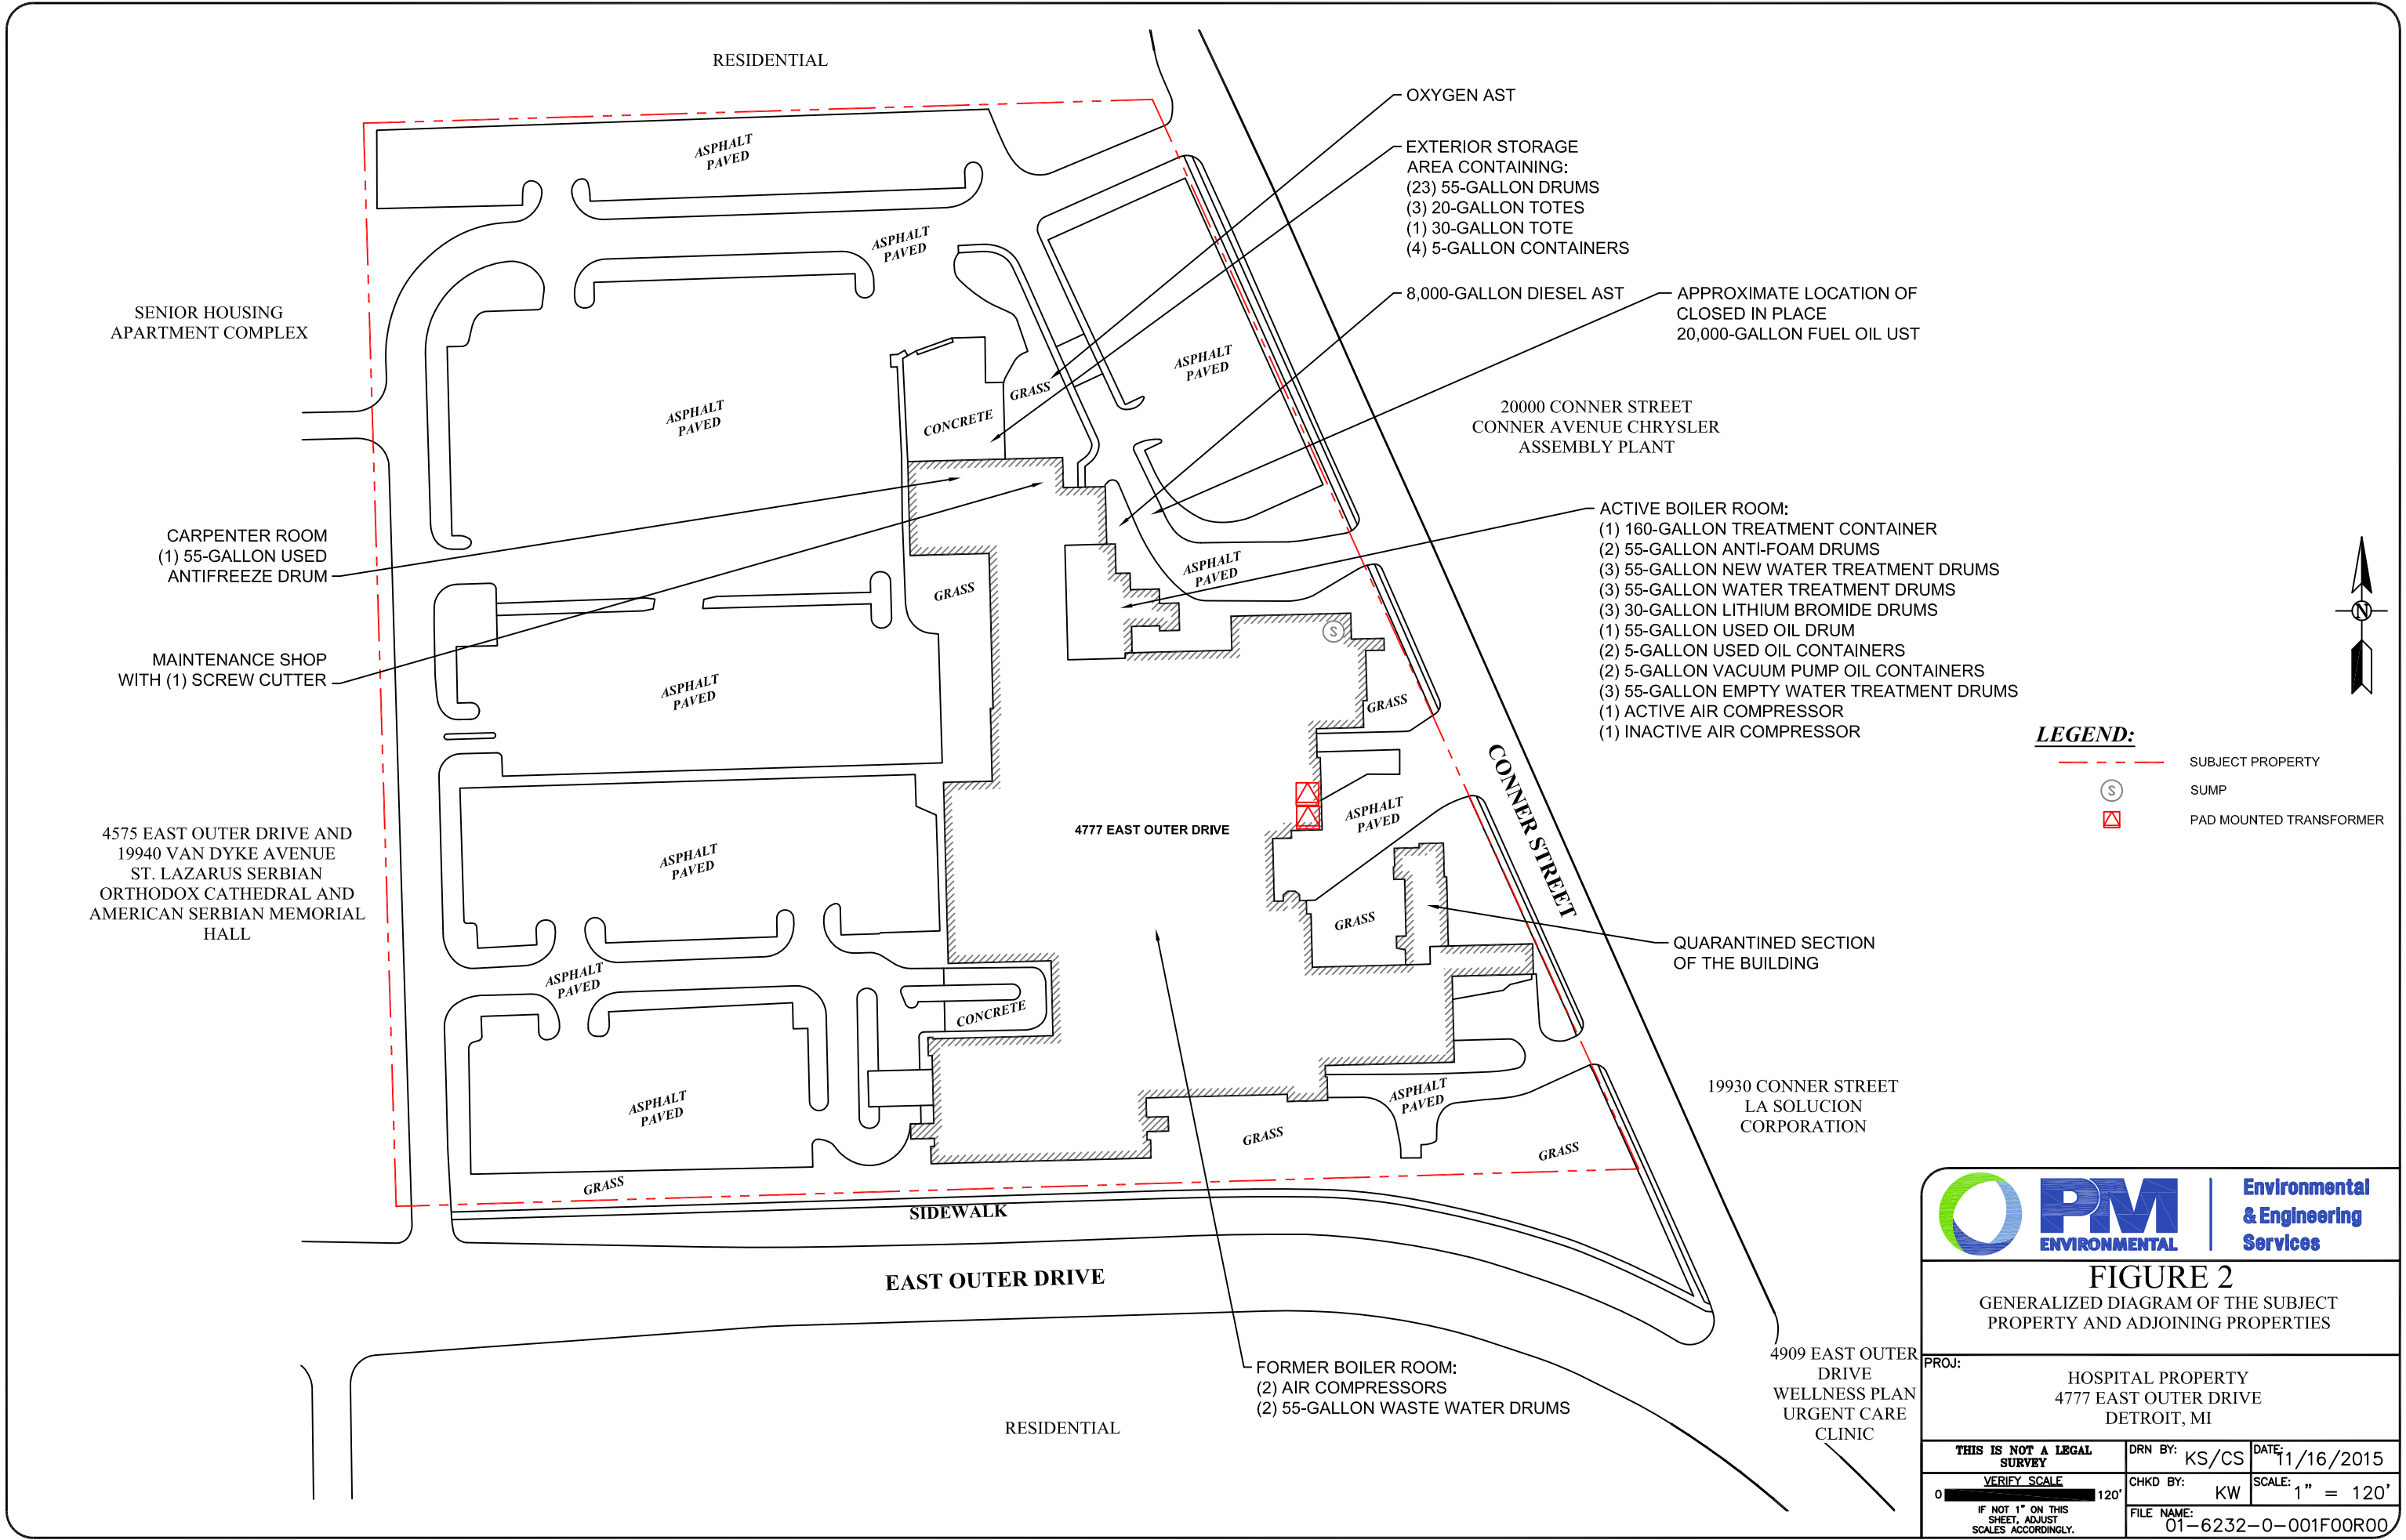 RESIDENTIAL
OXYGEN AST
EXTERIOR STORAGE
AREA CONTAINING:
(23) 55-GALLON DRUMS
(3) 20-GALLON TOTES
(1) 30-GALLON TOTE
(4) 5-GALLON CONTAINERS
ASPHALT
PAVED
ASPHALT
PAVED
8,000-GALLON DIESEL AST
APPROXIMATE LOCATION OF
CLOSED IN PLACE
20,000-GALLON FUEL OIL UST
SENIOR HOUSING
APARTMENT COMPLEX
ASPHALT
PAVED
GRASS
ASPHALT
PAVED
CONCRETE
20000 CONNER STREET
CONNER AVENUE CHRYSLER
ASSEMBLY PLANT
CARPENTER ROOM
(1) 55-GALLON USED
ANTIFREEZE DRUM
ACTIVE BOILER ROOM:
(1) 160-GALLON TREATMENT CONTAINER
(2) 55-GALLON ANTI-FOAM DRUMS
(3) 55-GALLON NEW WATER TREATMENT DRUMS
(3) 55-GALLON WATER TREATMENT DRUMS
(3) 30-GALLON LITHIUM BROMIDE DRUMS
(1) 55-GALLON USED OIL DRUM
(2) 5-GALLON USED OIL CONTAINERS
(2) 5-GALLON VACUUM PUMP OIL CONTAINERS
(3) 55-GALLON EMPTY WATER TREATMENT DRUMS
(1) ACTIVE AIR COMPRESSOR
(1) INACTIVE AIR COMPRESSOR
ASPHALT
PAVED
GRASS
N
S
MAINTENANCE SHOP
WITH (1) SCREW CUTTER
ASPHALT
PAVED
GRASS
LEGEND:
SUBJECT PROPERTY
S
SUMP
PAD MOUNTED TRANSFORMER
CONNER STREET
4575 EAST OUTER DRIVE AND
19940 VAN DYKE AVENUE
ST. LAZARUS SERBIAN
ORTHODOX CATHEDRAL AND
AMERICAN SERBIAN MEMORIAL
HALL
ASPHALT
PAVED
4777 EAST OUTER DRIVE
ASPHALT
PAVED
GRASS
QUARANTINED SECTION
OF THE BUILDING
ASPHALT
PAVED
CONCRETE
ASPHALT
PAVED
ASPHALT
PAVED
GRASS
GRASS
GRASS
19930 CONNER STREET
LA SOLUCION
CORPORATION
SIDEWALK
EAST OUTER DRIVE
FORMER BOILER ROOM:
(2) AIR COMPRESSORS
(2) 55-GALLON WASTE WATER DRUMS
RESIDENTIAL
4909 EAST OUTER
DRIVE
WELLNESS PLAN
URGENT CARE
CLINIC
PM
ENVIRONMENTAL
Environmental
& Engineering
Services
FIGURE 2
GENERALIZED DIAGRAM OF THE SUBJECT
PROPERTY AND ADJOINING PROPERTIES
PROJ:
HOSPITAL PROPERTY
4777 EAST OUTER DRIVE
DETROIT, MI
THIS IS NOT A LEGAL
SURVEY
DRN BY: KS/CS
DATE: 11/16/2015
VERIFY SCALE
0 120'
IF NOT 1" ON THIS
SHEET, ADJUST
SCALES ACCORDINGLY.
CHKD BY: KW
SCALE: 1" = 120'
FILE NAME:
01-6232-0-001F00R00